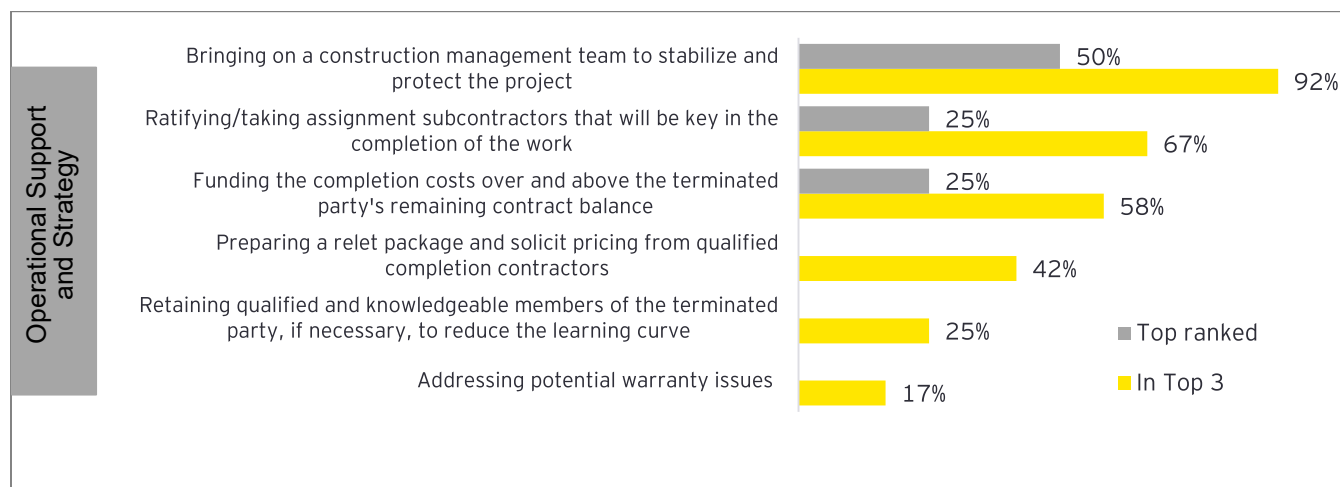 Operational Support
and Strategy
Bringing on a construction management team to stabilize and
protect the project
50%
92%
Ratifying/taking assignment subcontractors that will be key in the
completion of the work
25%
67%
Funding the completion costs over and above the terminated
party's remaining contract balance
25%
58%
Preparing a relet package and solicit pricing from qualified
completion contractors
42%
Retaining qualified and knowledgeable members of the terminated
party, if necessary, to reduce the learning curve
25%
Addressing potential warranty issues
17%
Top ranked
In Top 3